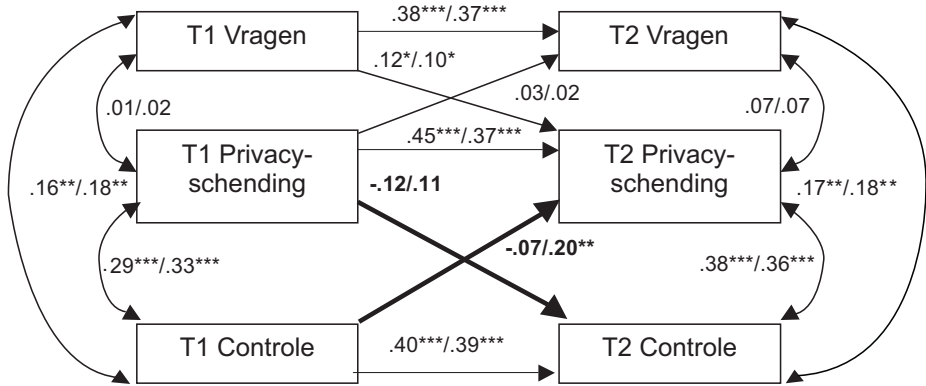 .38***/.37***
T1 Vragen
T2 Vragen
.12*/.10*
.01/.02
.03/.02
.07/.07
.45***/.37***
T1 Privacy-
schending
T2 Privacy-
schending
.16**/.18**
-.12/.11
.17**/.18**
-.07/.20**
.29***/.33***
.38***/.36***
T1 Controle
.40***/.39***
T2 Controle